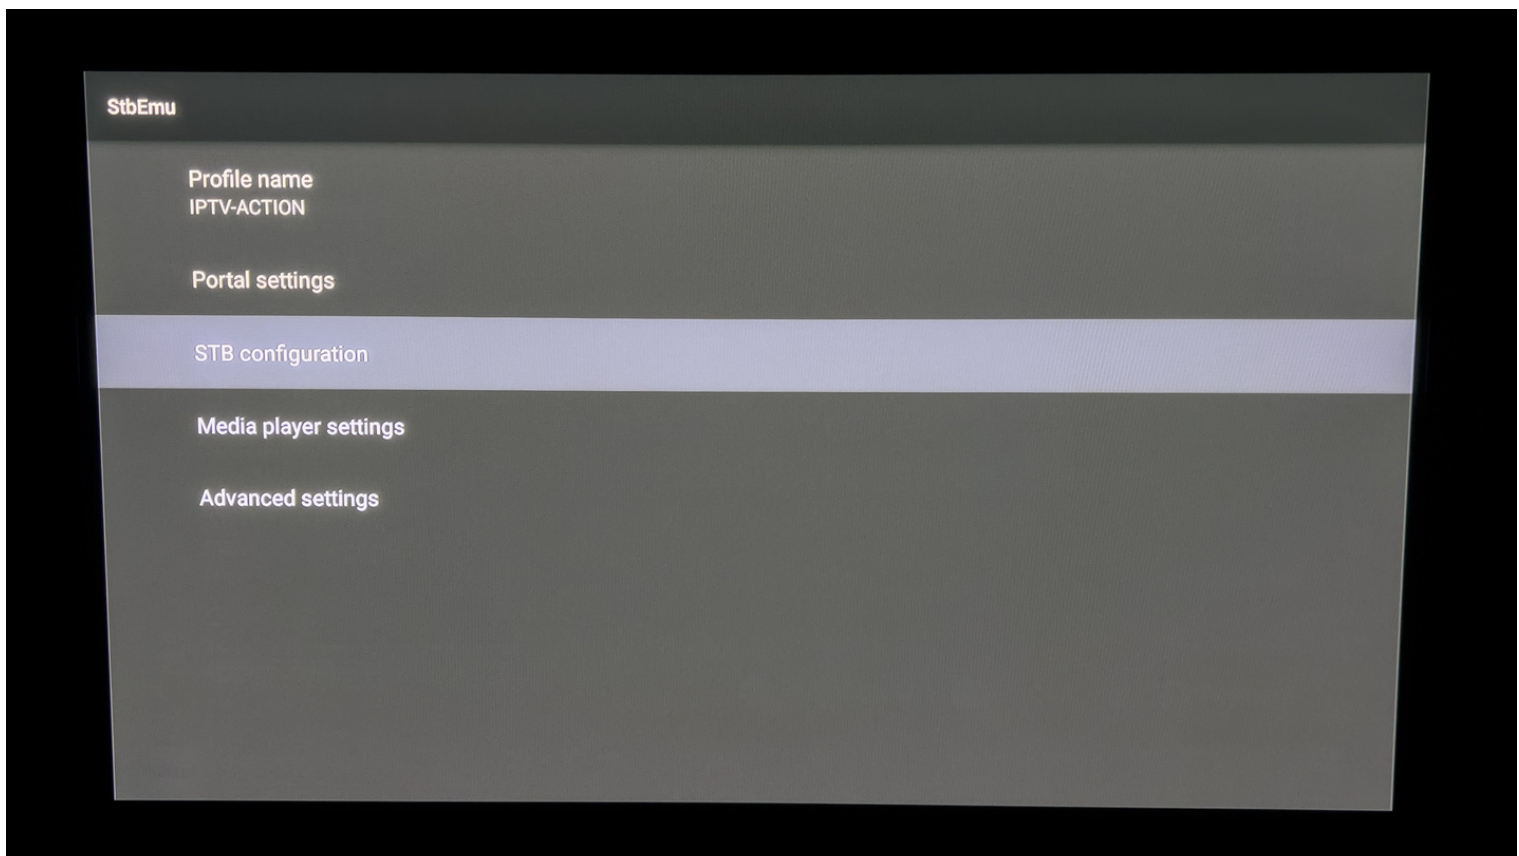 StbEmu
Profile name
IPTV-ACTION
Portal settings
STB configuration
Media player settings
Advanced settings